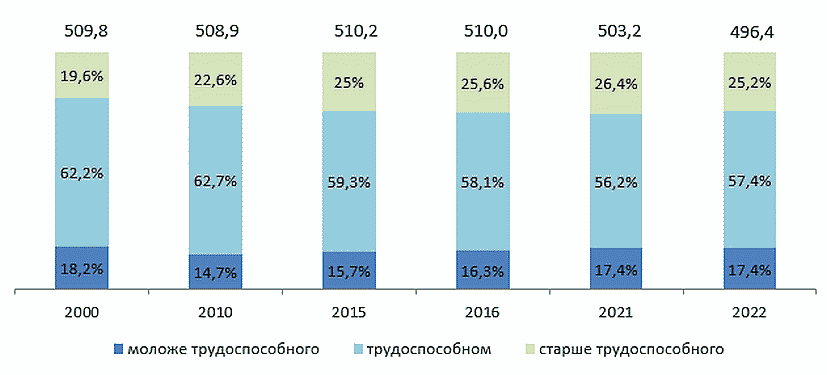 509,8 508,9 510,2 510,0 503,2 496,4
19,6% 22,6% 25% 25,6% 26,4% 25,2%
62,2% 62,7% 59,3% 58,1% 56,2% 57,4%
18,2% 14,7% 15,7% 16,3% 17,4% 17,4%
2000 2010 2015 2016 2021 2022
моложе трудоспособного трудоспособном старше трудоспособного